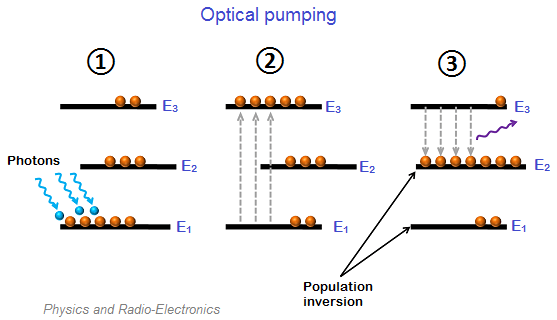 Optical pumping
1 2 3
E3 E3 E3
Photons
E2 E2 E2
E1 E1 E1
Population
inversion
Physics and Radio-Electronics